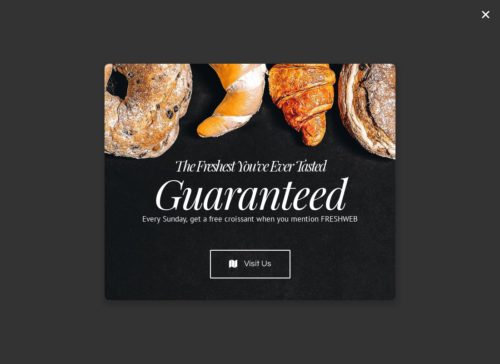 The Freshest You've Ever Tasted
Guaranteed
Every Sunday, get a free croissant when you mention FRESHWEB
Visit Us